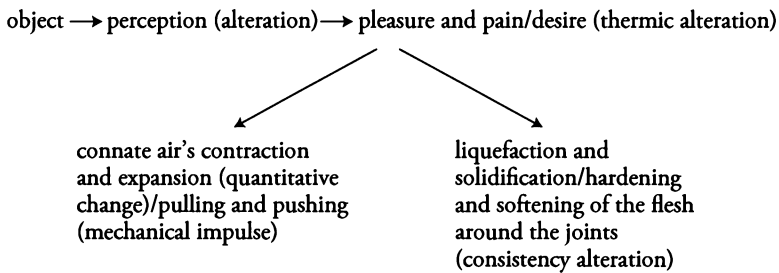 object → perception (alteration) → pleasure and pain/desire (thermic alteration)
connate air's contraction
and expansion (quantitative
change)/pulling and pushing
(mechanical impulse)
liquefaction and
solidification/hardening
and softening of the flesh
around the joints
(consistency alteration)